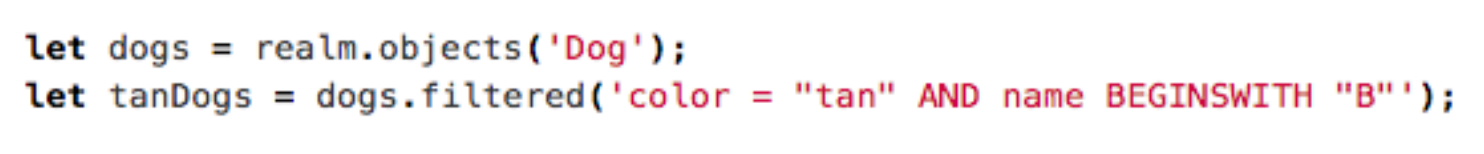 let dogs = realm.objects('Dog');
let tanDogs = dogs.filtered('color = "tan" AND name BEGINSWITH "B"');